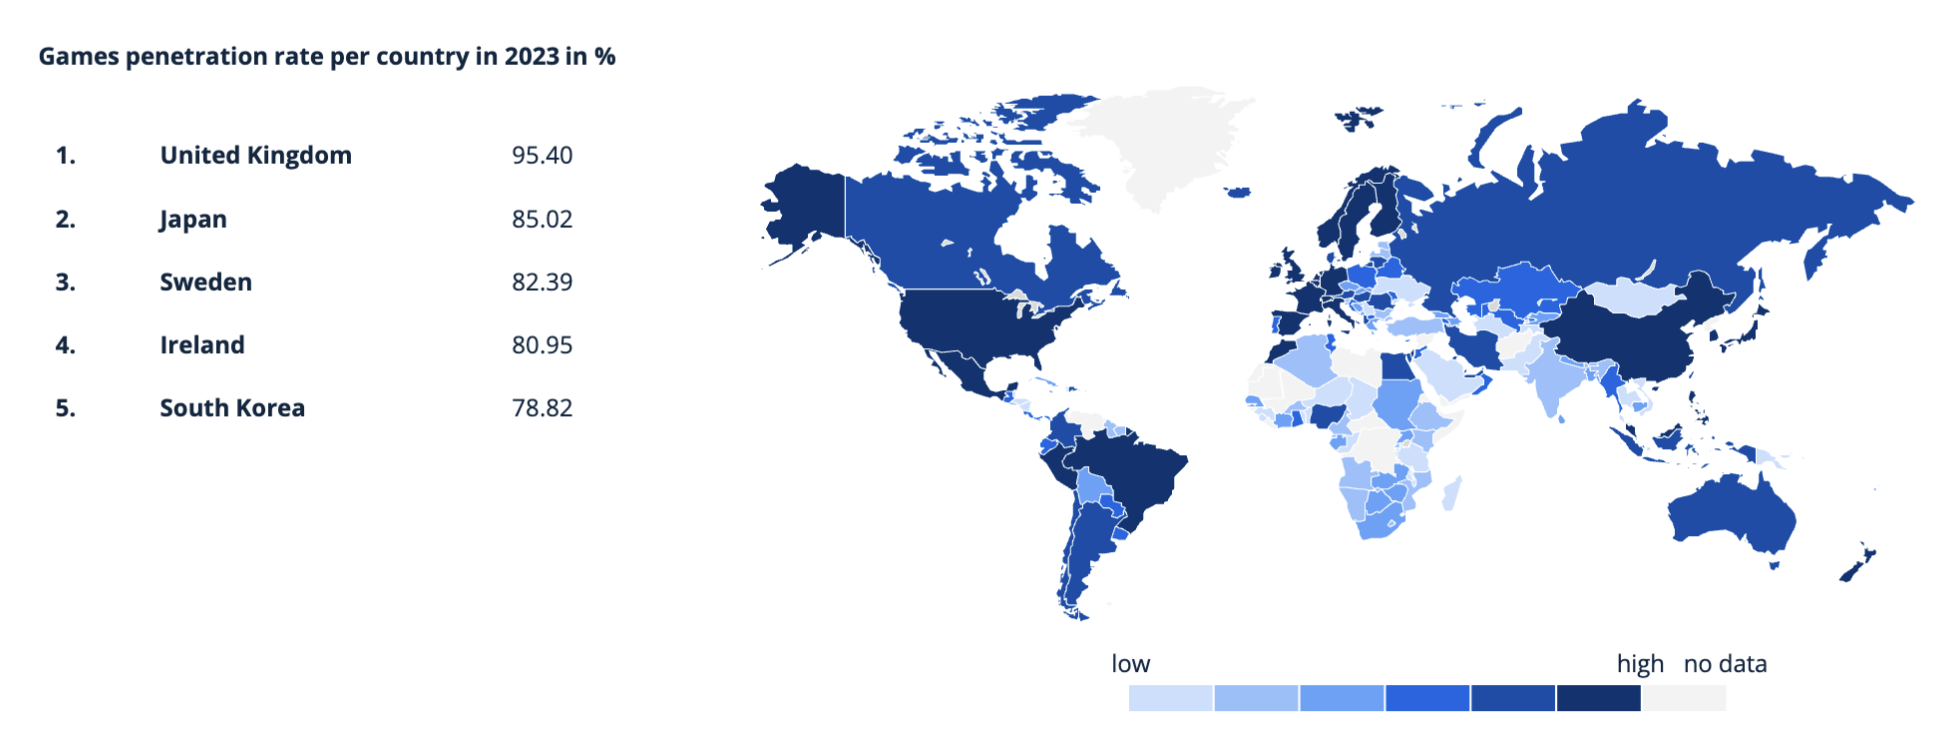 Games penetration rate per country in 2023 in %
1. United Kingdom 95.40
2. Japan 85.02
3. Sweden 82.39
4. Ireland 80.95
5. South Korea 78.82
low high no data